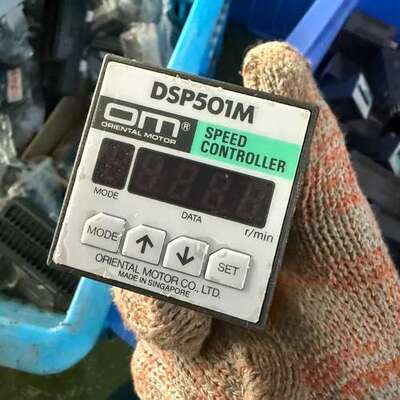 DSP501M
om®
ORIENTAL MOTOR
SPEED
CONTROLLER
MODE
DATA
r/min
MODE
SET
ORIENTAL MOTOR CO., LTD.
MADE IN SINGAPORE